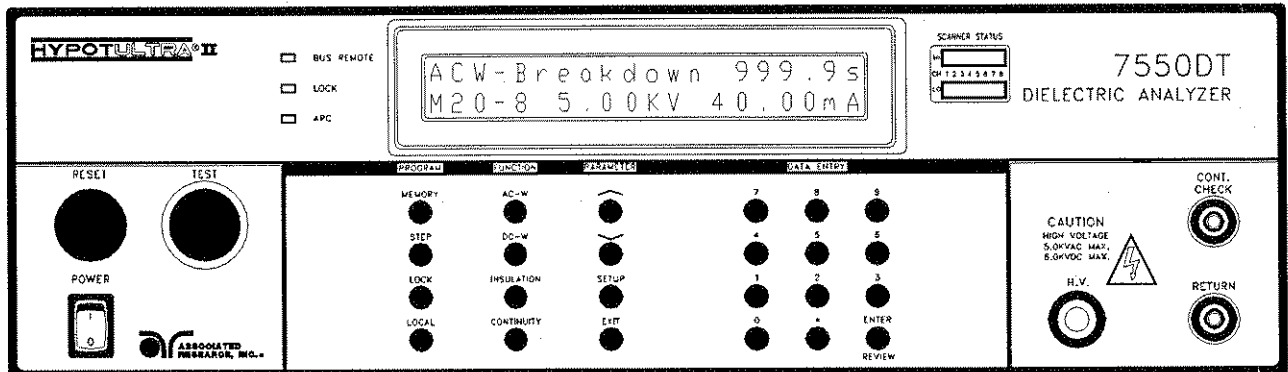 HYPOTULTRA® II
BUS REMOTE
LOCK
APC
ACW-Breakdown 999.9s
M20-8 5.00KV 40.00mA
SCANNER STATUS
HI
CH 1 2 3 4 5 6 7 8
LO
7550DT
DIELECTRIC ANALYZER
RESET
TEST
POWER
I
O
ASSOCIATED
RESEARCH, INC.®
PROGRAM
FUNCTION
PARAMETER
DATA ENTRY
MEMORY
AC-W
7
8
9
STEP
DC-W
4
5
6
LOCK
INSULATION
SETUP
1
2
3
LOCAL
CONTINUITY
EXIT
0
•
ENTER
REVIEW
CONT.
CHECK
CAUTION
HIGH VOLTAGE
5.0KVAC MAX.
6.0KVDC MAX.
H.V.
RETURN